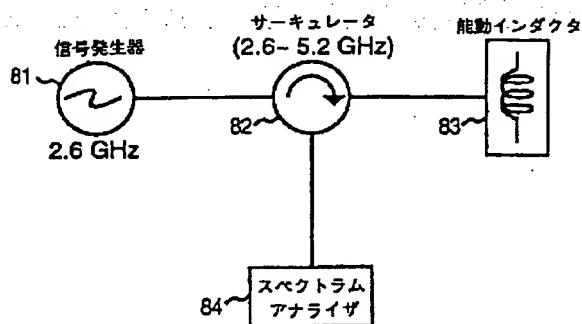 信号発生器
81
2.6 GHz
サーキュレータ
(2.6- 5.2 GHz)
82
能動インダクタ
83
スペクトラム
アナライザ
84